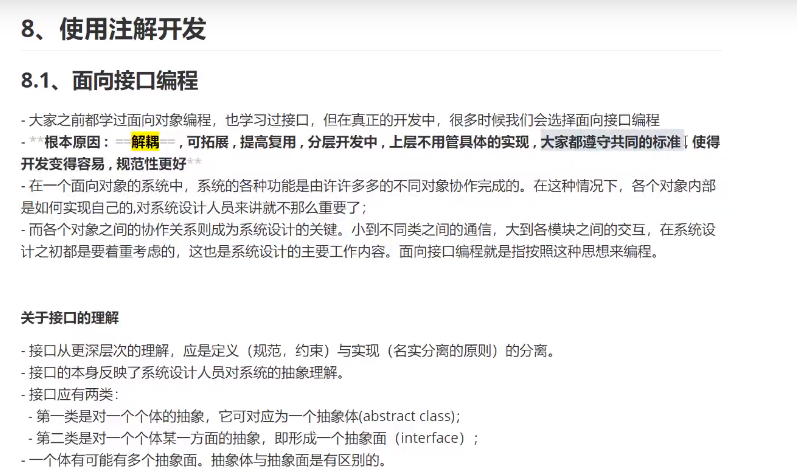 8、使用注解开发
8.1、面向接口编程
- 大家之前都学过面向对象编程，也学习过接口，但在真正的开发中，很多时候我们会选择面向接口编程
- **根本原因 : ==解耦== , 可拓展 , 提高复用 , 分层开发中 , 上层不用管具体的实现 , 大家都遵守共同的标准 , 使得
开发变得容易 , 规范性更好**
- 在一个面向对象的系统中，系统的各种功能是由许许多多的不同对象协作完成的。在这种情况下，各个对象内部
是如何实现自己的,对系统设计人员来讲就不那么重要了；
- 而各个对象之间的协作关系则成为系统设计的关键。小到不同类之间的通信，大到各模块之间的交互，在系统设
计之初都是要着重考虑的，这也是系统设计的主要工作内容。面向接口编程就是指按照这种思想来编程。
关于接口的理解
- 接口从更深层次的理解，应是定义（规范，约束）与实现（名实分离的原则）的分离。
- 接口的本身反映了系统设计人员对系统的抽象理解。
- 接口应有两类：
- 第一类是对一个个体的抽象，它可对应为一个抽象体(abstract class)；
- 第二类是对一个个体某一方面的抽象，即形成一个抽象面（interface）；
- 一个体有可能有多个抽象面。抽象体与抽象面是有区别的。